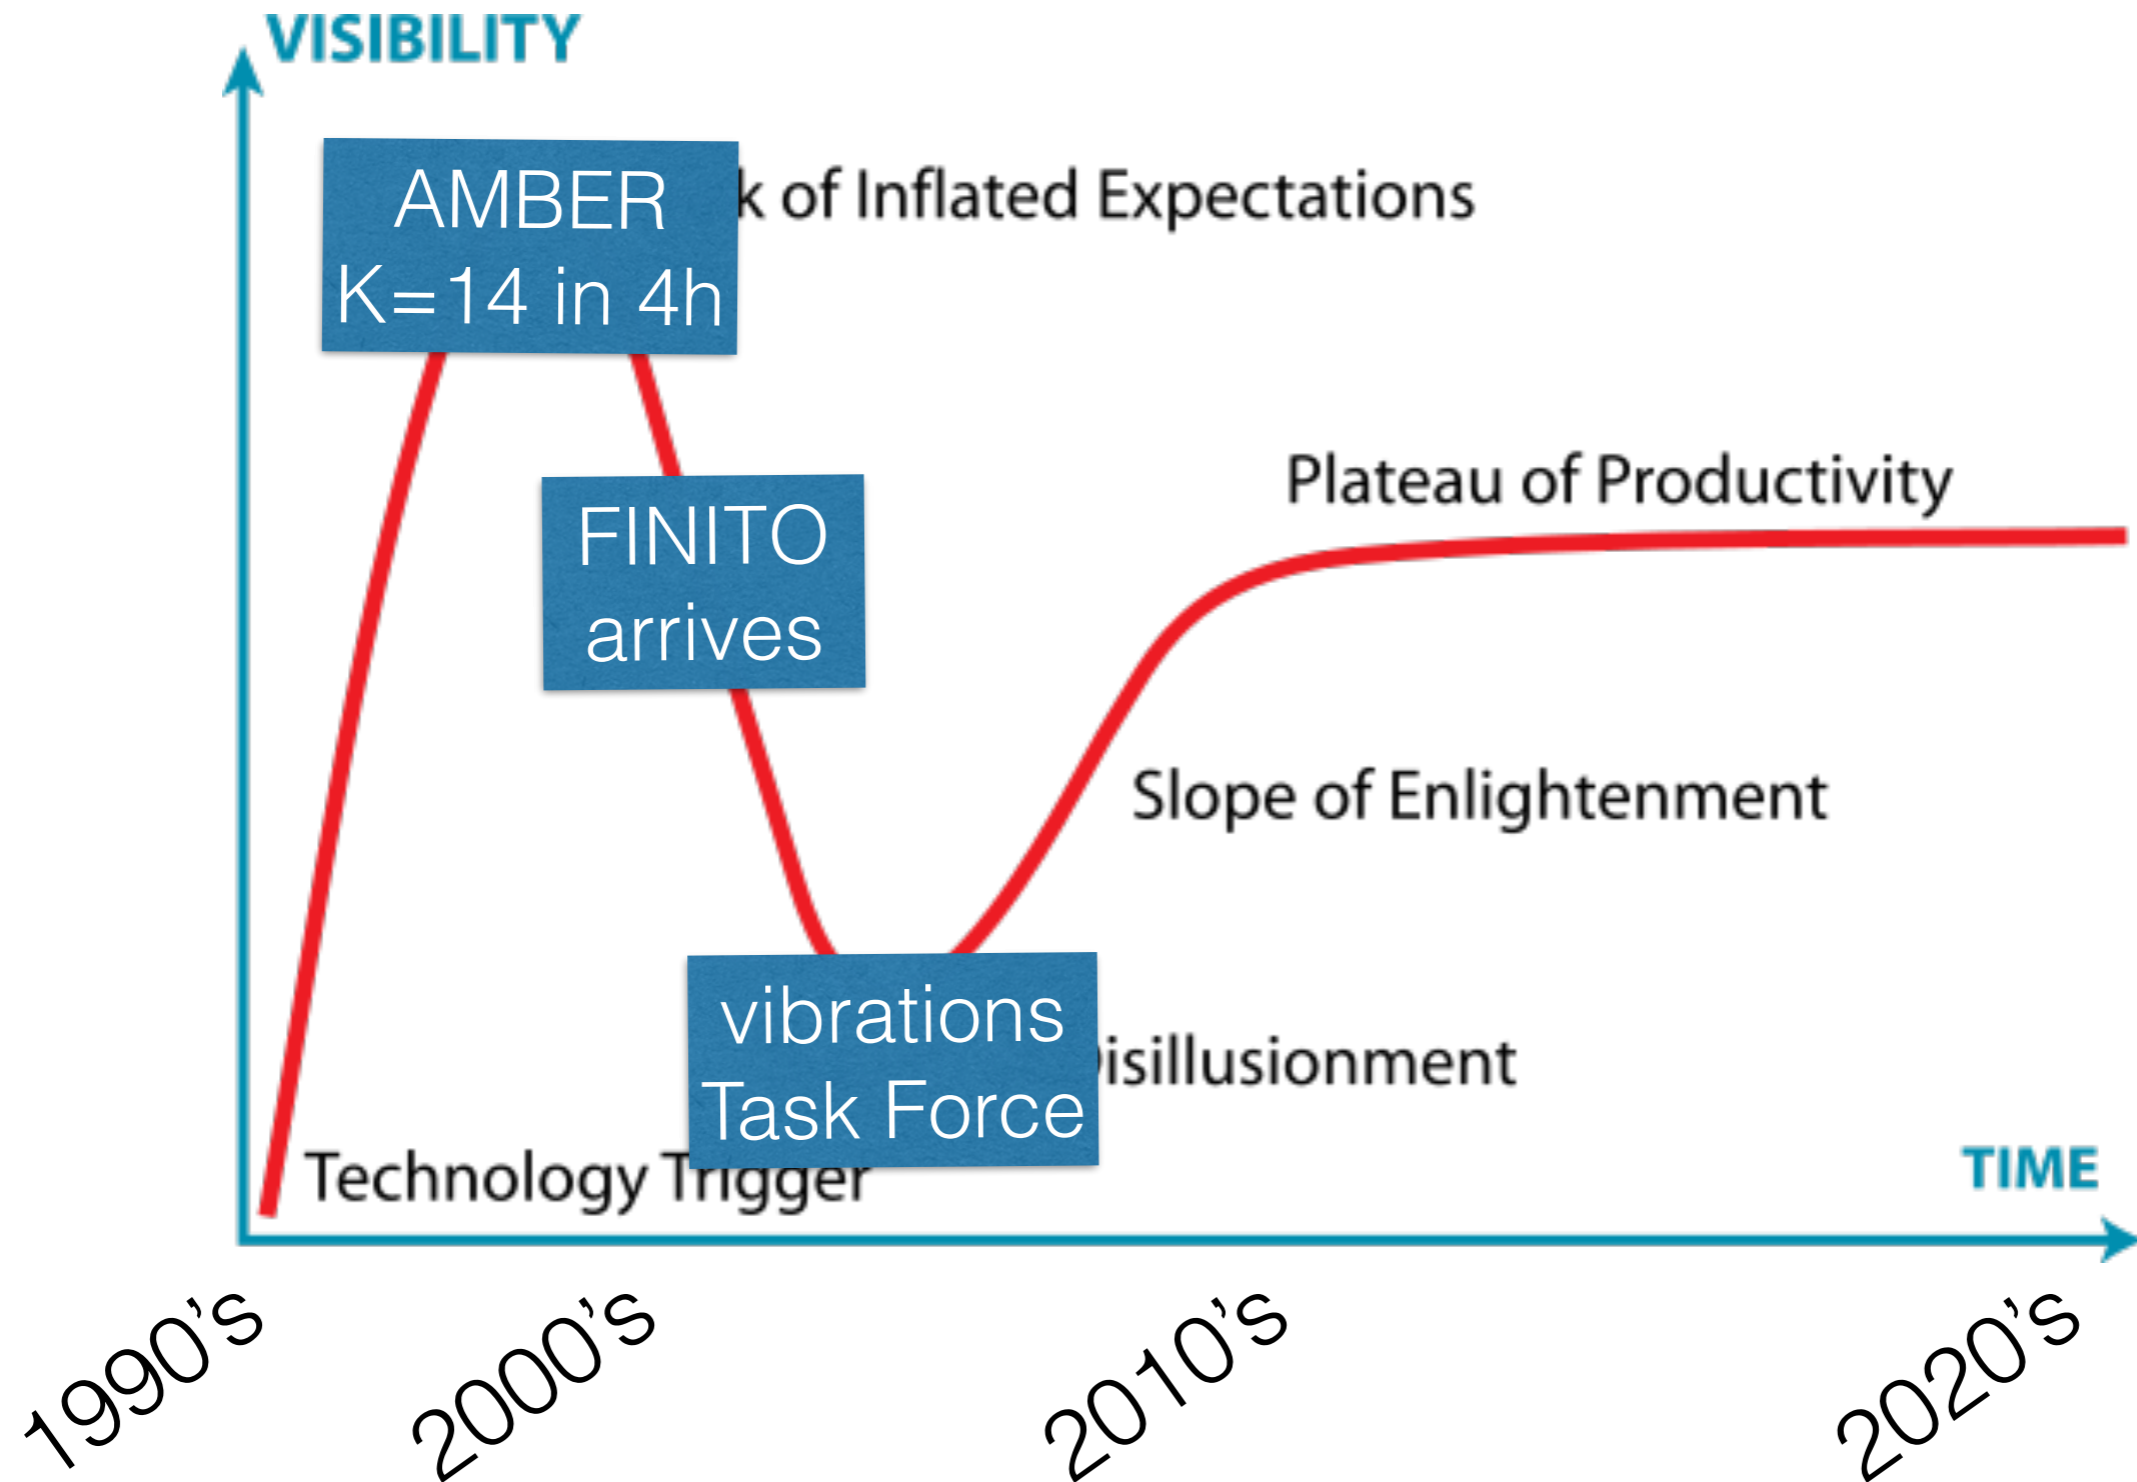 VISIBILITY
AMBER
K=14 in 4h
k of Inflated Expectations
FINITO
arrives
Plateau of Productivity
Slope of Enlightenment
vibrations
Task Force
isillusionment
Technology Trigger
TIME
1990's
2000's
2010's
2020's